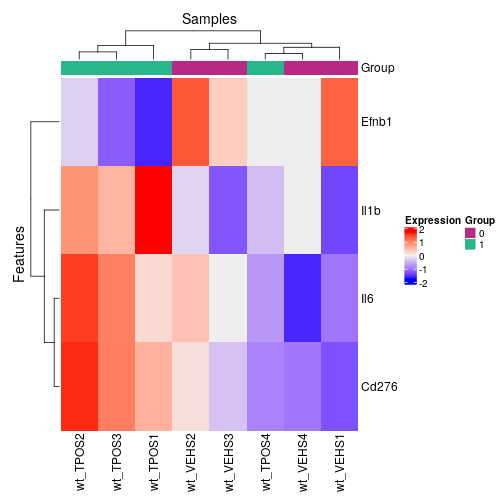 Samples
Group
Efnb1
Il1b
Il6
Cd276
Features
Expression
2
1
0
-1
-2
Group
0
1
wt_TPOS2
wt_TPOS3
wt_TPOS1
wt_VEHS2
wt_VEHS3
wt_TPOS4
wt_VEHS4
wt_VEHS1